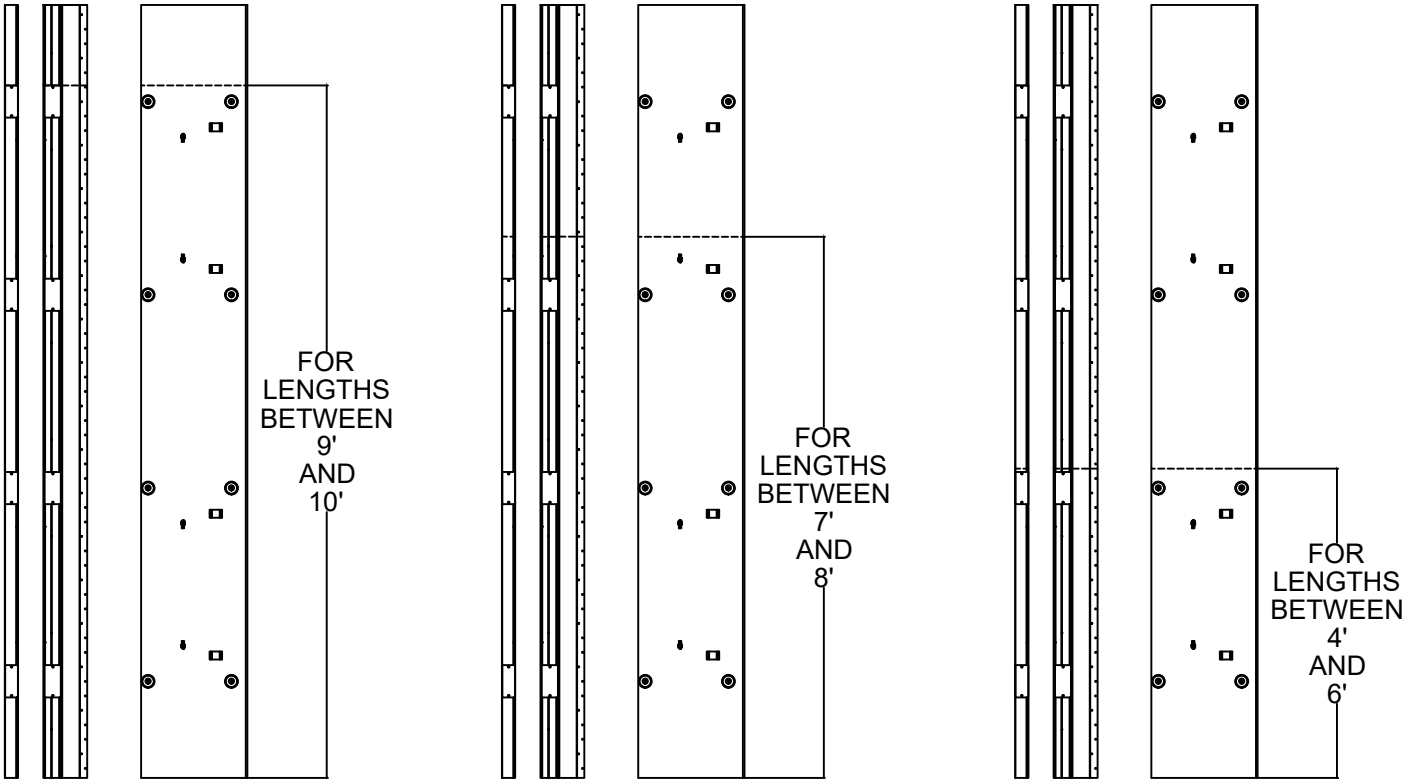 FOR
LENGTHS
BETWEEN
9'
AND
10'
FOR
LENGTHS
BETWEEN
7'
AND
8'
FOR
LENGTHS
BETWEEN
4'
AND
6'